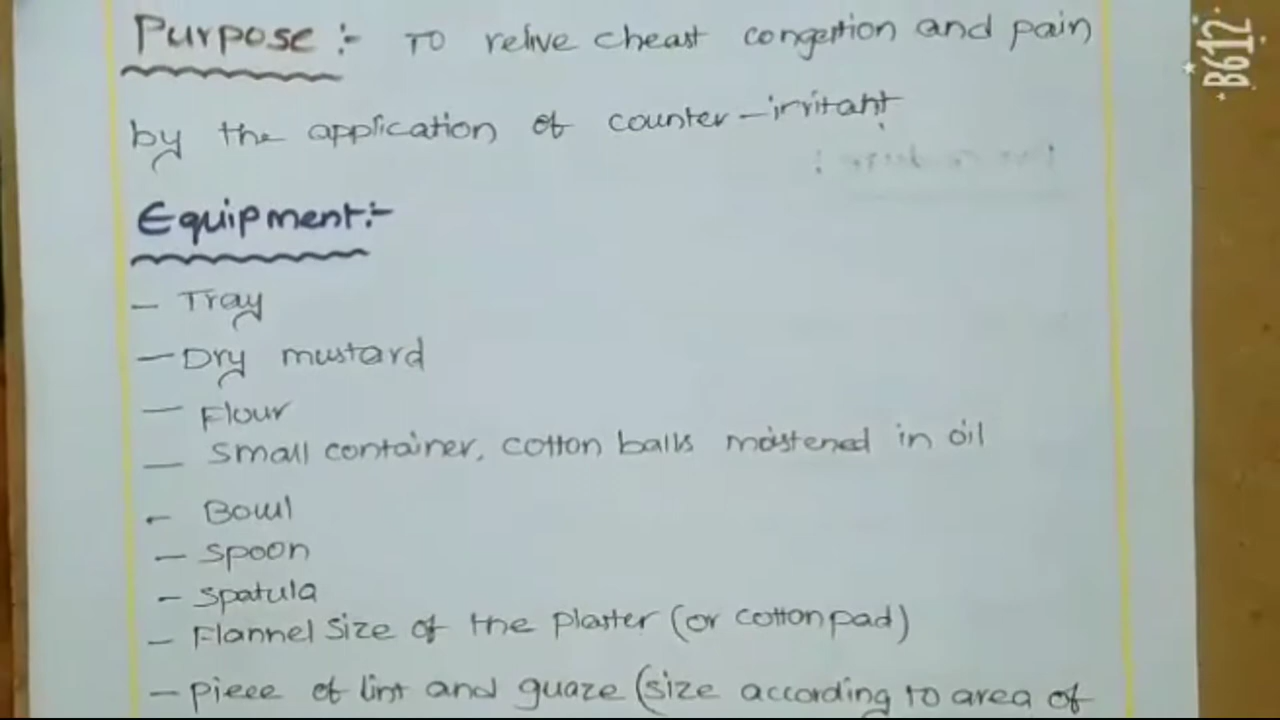 Purpose:- To relive cheast congestion and pain
by the application of counter-irritant
Equipment:-
- Tray
- Dry mustard
- Flour
- Small container, cotton balls moistened in oil
- Bowl
- Spoon
- Spatula
- Flannel size of the plaster (or cotton pad)
- piece of lint and guaze (size according to area of
B612